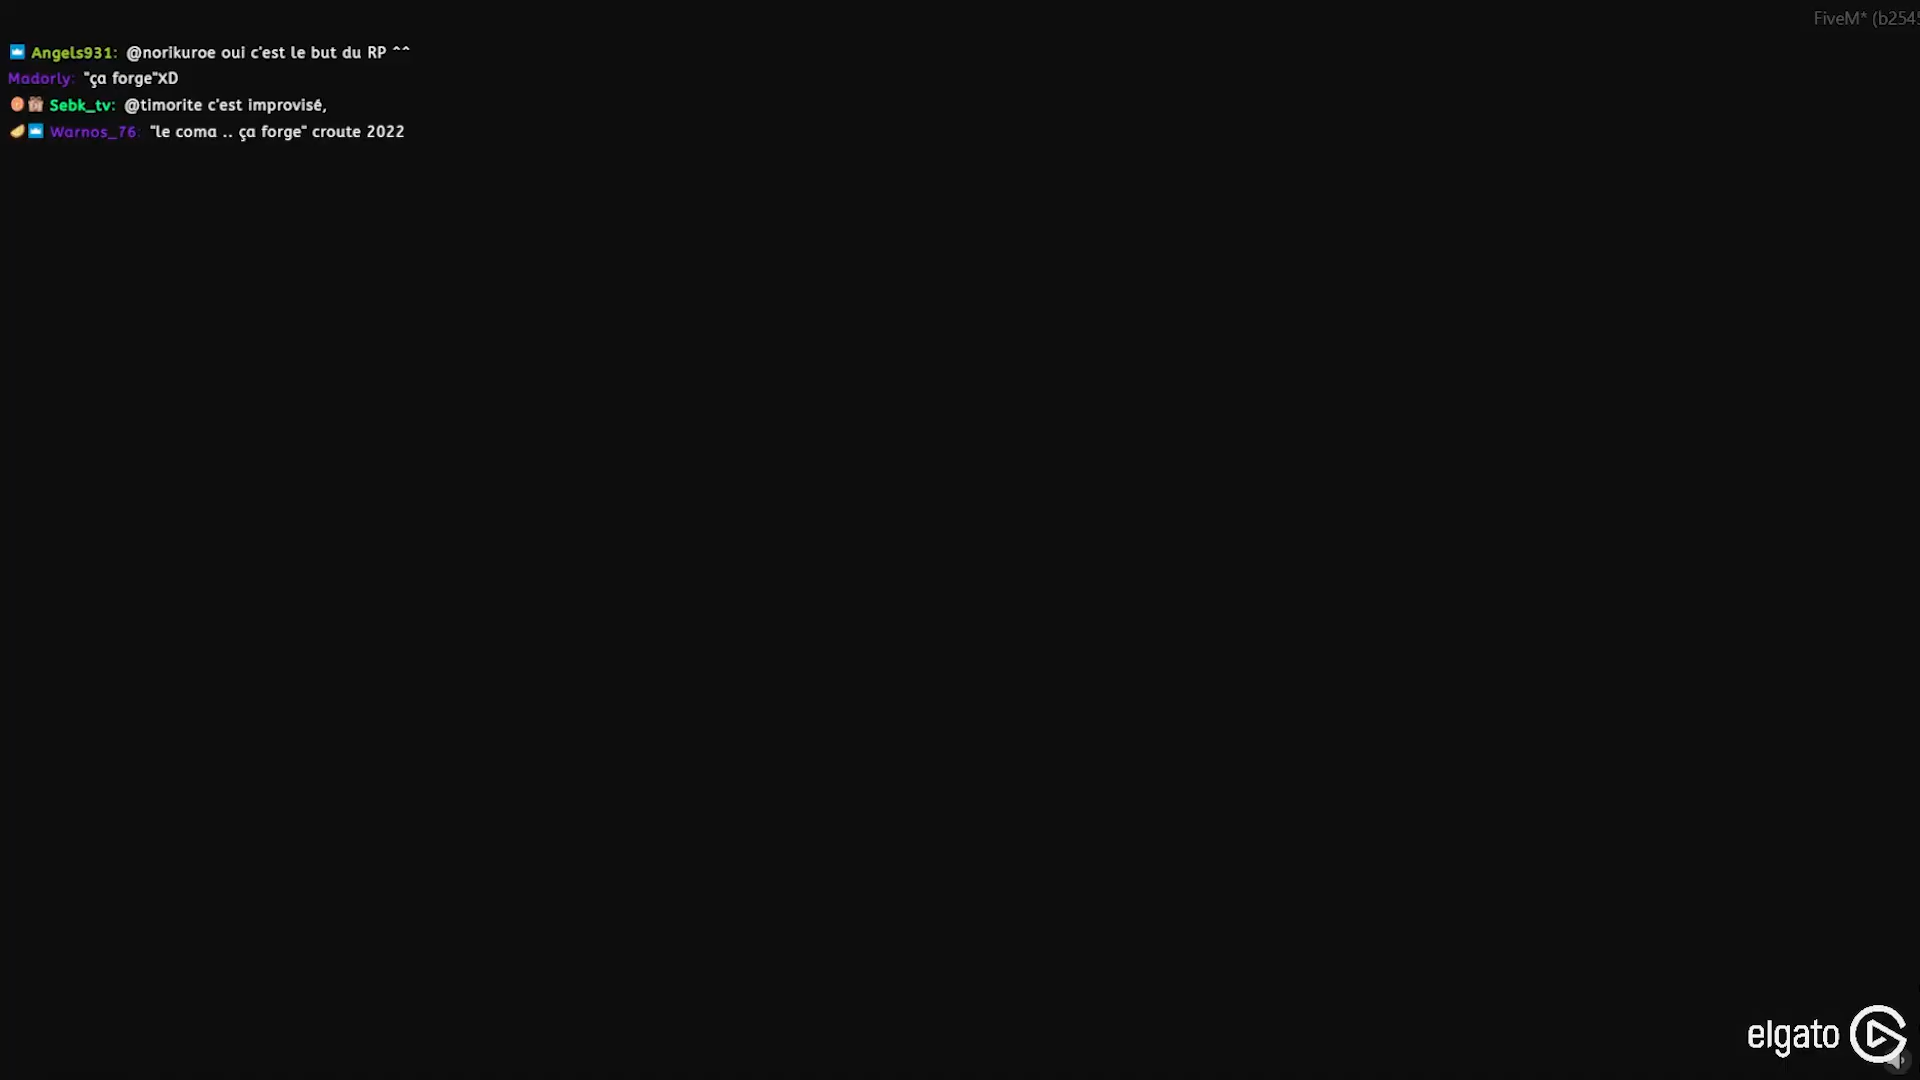 FiveM* (b2545
Angels931: @norikuroe oui c'est le but du RP ^^
Madorly: "ça forge"XD
Sebk_tv: @timorite c'est improvisé,
Warnos_76: "le coma .. ça forge" croute 2022
elgato